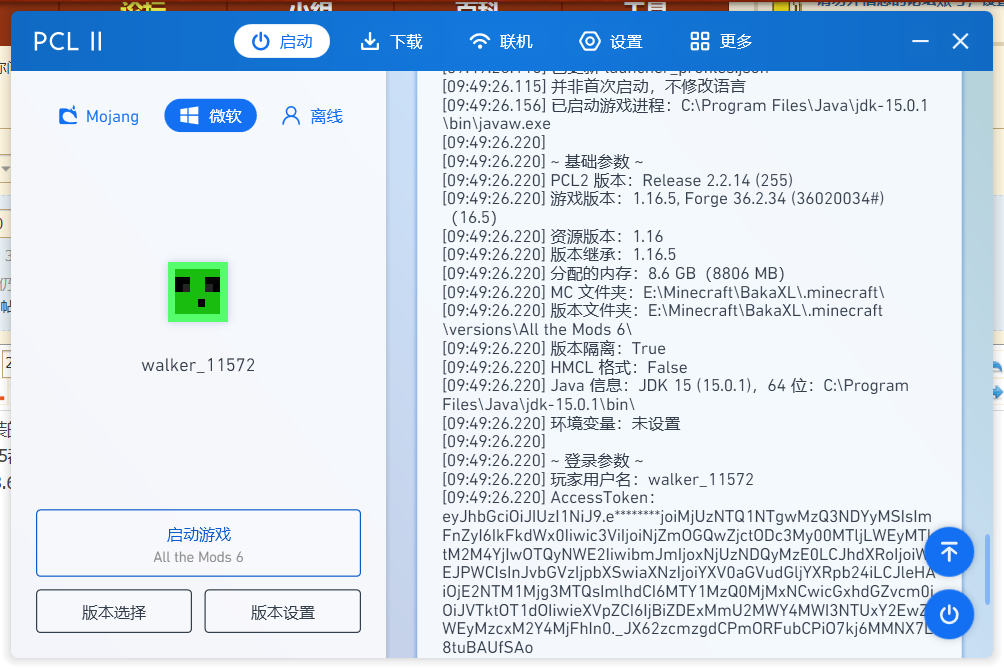 PCL II
启动
下载
联机
设置
更多
Mojang
微软
离线
walker_11572
启动游戏
All the Mods 6
版本选择
版本设置
[09:49:26.115] 并非首次启动，不修改语言
[09:49:26.156] 已启动游戏进程：C:\Program Files\Java\jdk-15.0.1
\bin\javaw.exe
[09:49:26.220]
[09:49:26.220] ~ 基础参数 ~
[09:49:26.220] PCL2 版本：Release 2.2.14 (255)
[09:49:26.220] 游戏版本：1.16.5, Forge 36.2.34 (36020034#)
（16.5）
[09:49:26.220] 资源版本：1.16
[09:49:26.220] 版本继承：1.16.5
[09:49:26.220] 分配的内存：8.6 GB（8806 MB）
[09:49:26.220] MC 文件夹：E:\Minecraft\BakaXL\.minecraft\
[09:49:26.220] 版本文件夹：E:\Minecraft\BakaXL\.minecraft
\versions\All the Mods 6\
[09:49:26.220] 版本隔离：True
[09:49:26.220] HMCL 格式：False
[09:49:26.220] Java 信息：JDK 15 (15.0.1)，64 位：C:\Program
Files\Java\jdk-15.0.1\bin\
[09:49:26.220] 环境变量：未设置
[09:49:26.220]
[09:49:26.220] ~ 登录参数 ~
[09:49:26.220] 玩家用户名：walker_11572
[09:49:26.220] AccessToken：